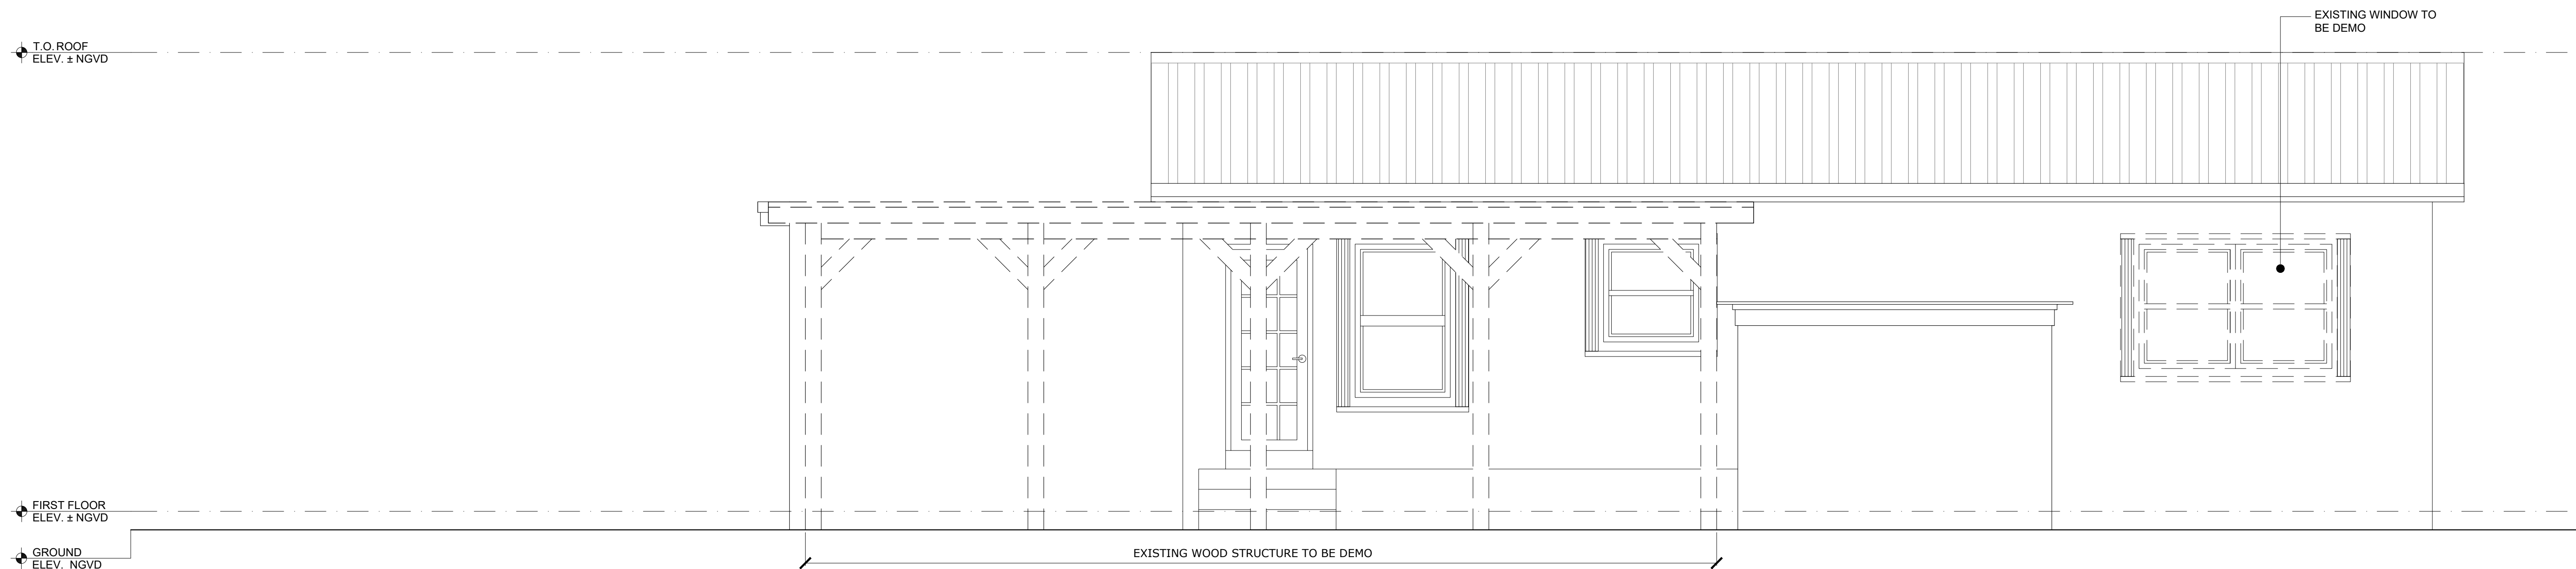 EXISTING WINDOW TO
BE DEMO
T.O. ROOF
ELEV. ± NGVD
FIRST FLOOR
ELEV. ± NGVD
GROUND
ELEV. NGVD
EXISTING WOOD STRUCTURE TO BE DEMO